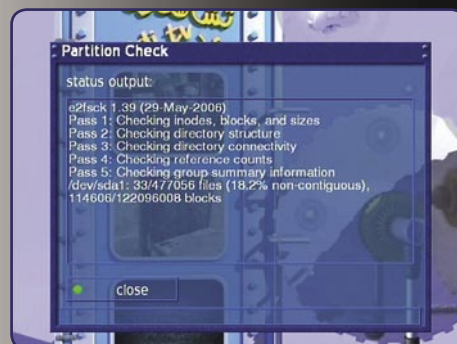 Partition Check
status output:
e2fsck 1.39 (29-May-2006)
Pass 1: Checking inodes, blocks, and sizes
Pass 2: Checking directory structure
Pass 3: Checking directory connectivity
Pass 4: Checking reference counts
Pass 5: Checking group summary information
/dev/sda1: 33/477056 files (18.2% non-contiguous),
114606/122096008 blocks
close